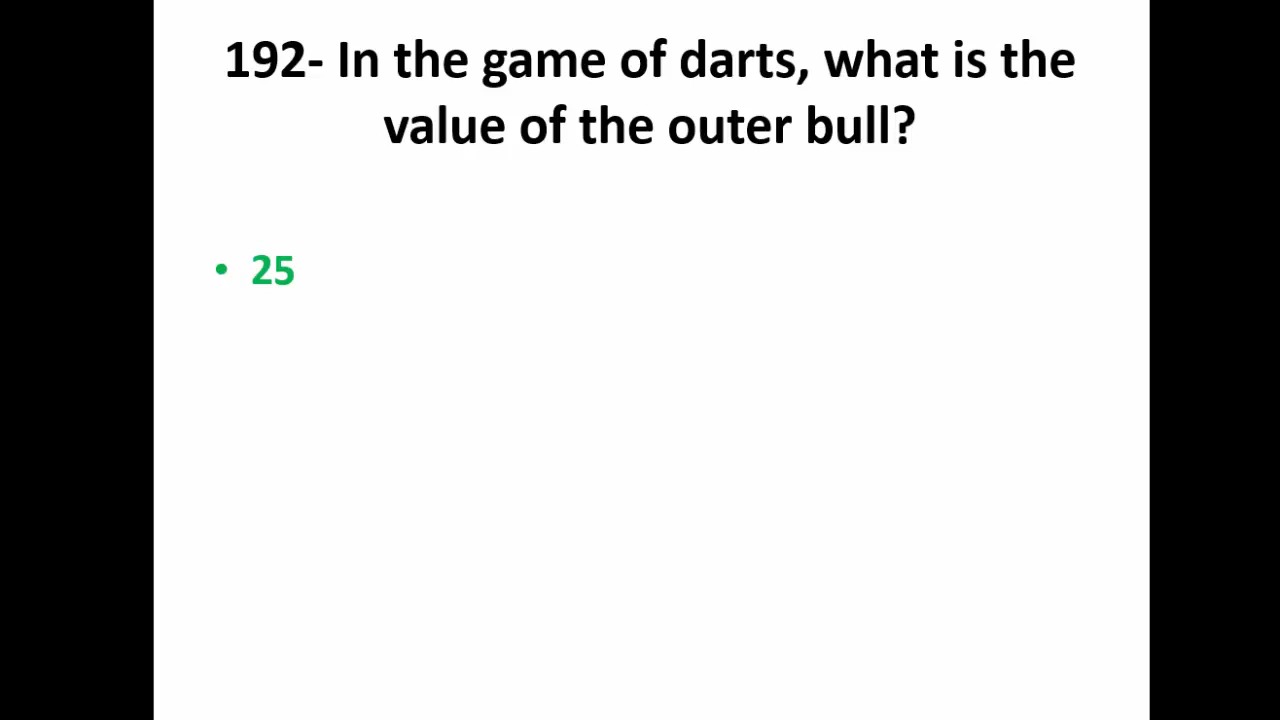 192- In the game of darts, what is the
value of the outer bull?
• 25